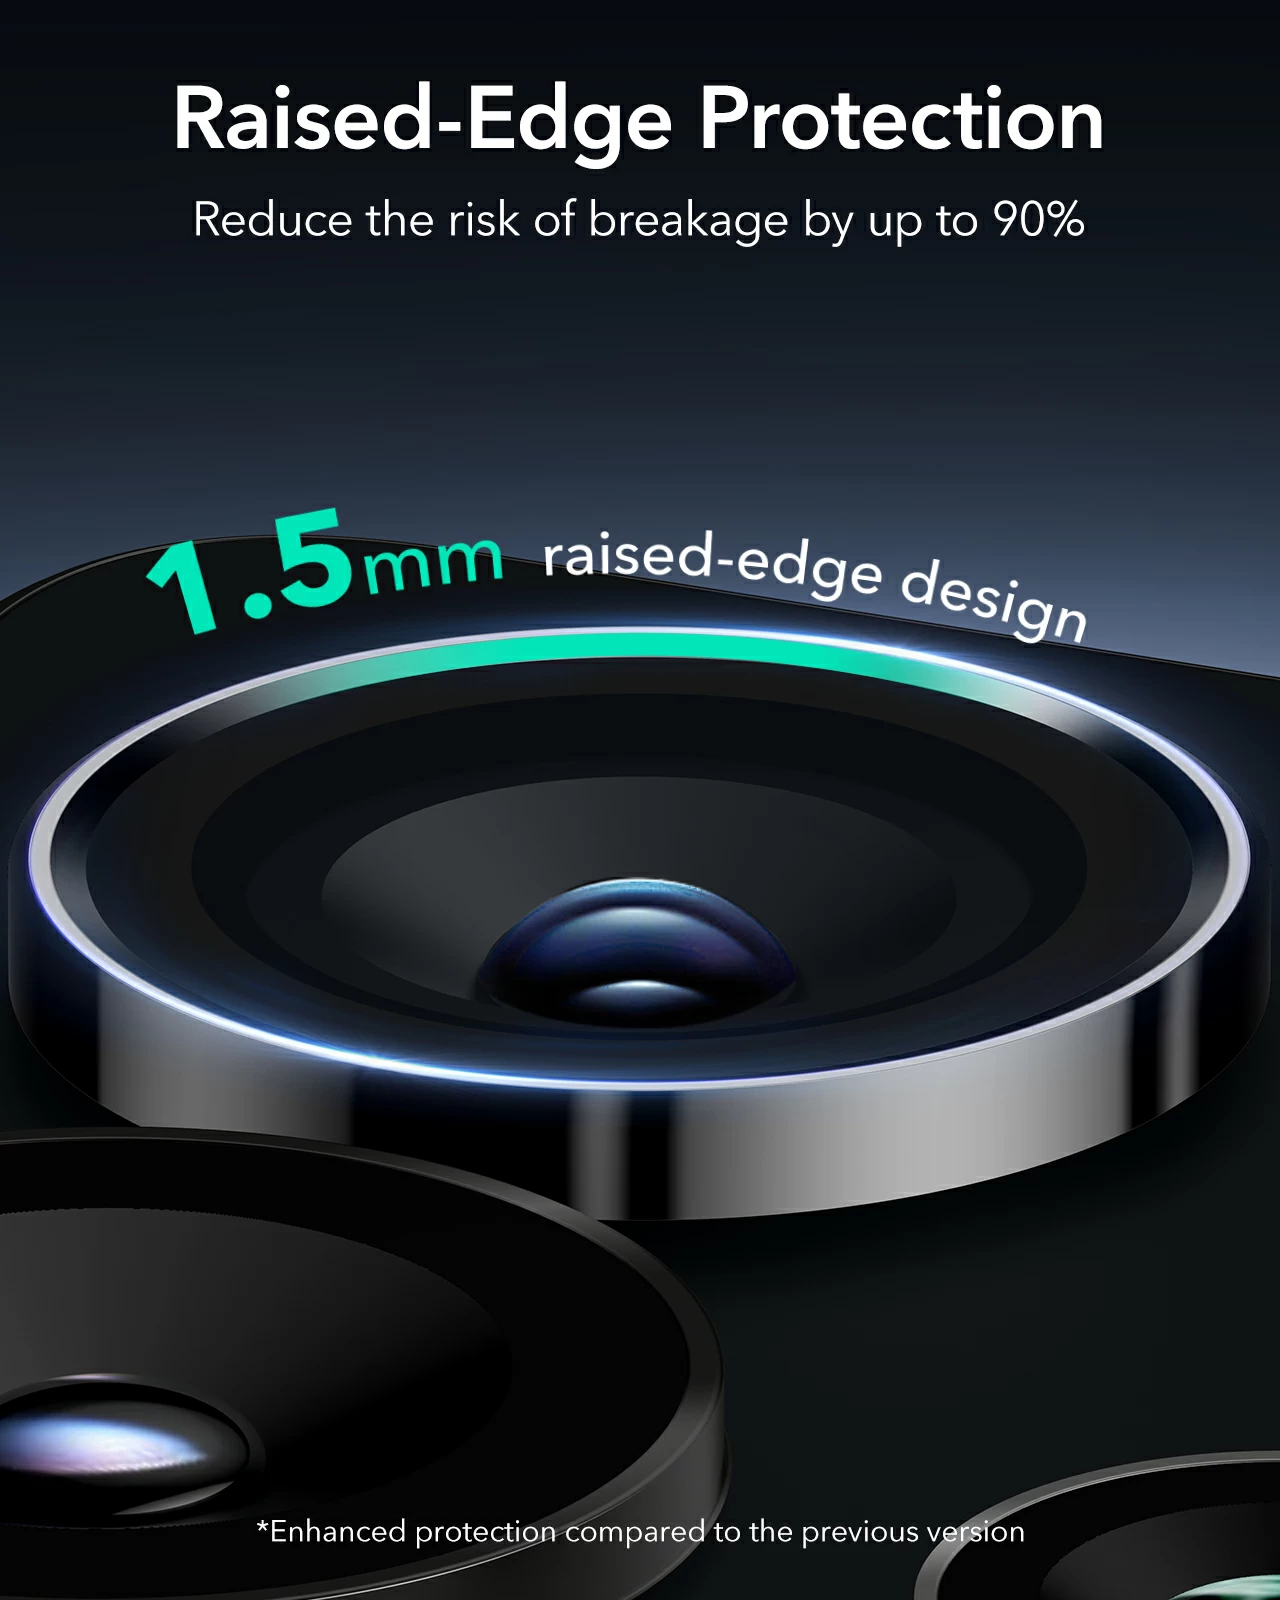 Raised-Edge Protection
Reduce the risk of breakage by up to 90%
1.5mm raised-edge design
*Enhanced protection compared to the previous version